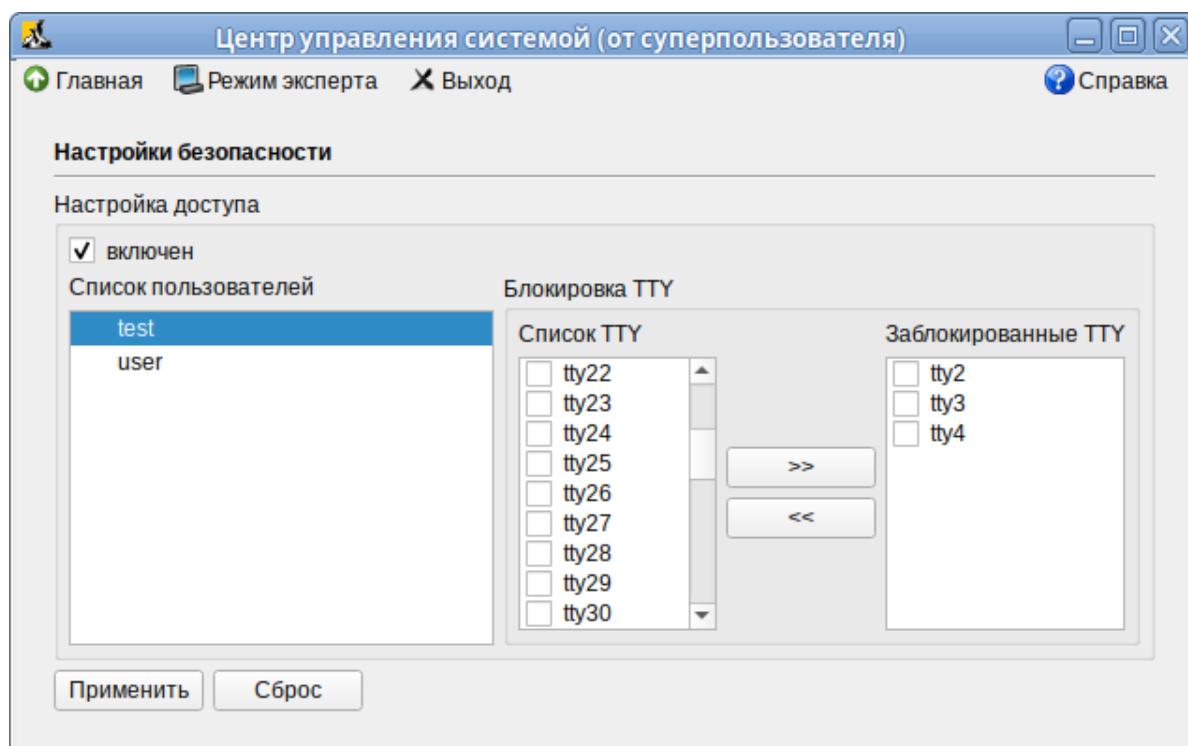 Центр управления системой (от суперпользователя)
Главная Режим эксперта Выход Справка
Настройки безопасности
Настройка доступа
включен
Список пользователей
test
user
Блокировка TTY
Список TTY
tty22
tty23
tty24
tty25
tty26
tty27
tty28
tty29
tty30
>>
<<
Заблокированные TTY
tty2
tty3
tty4
Применить Сброс